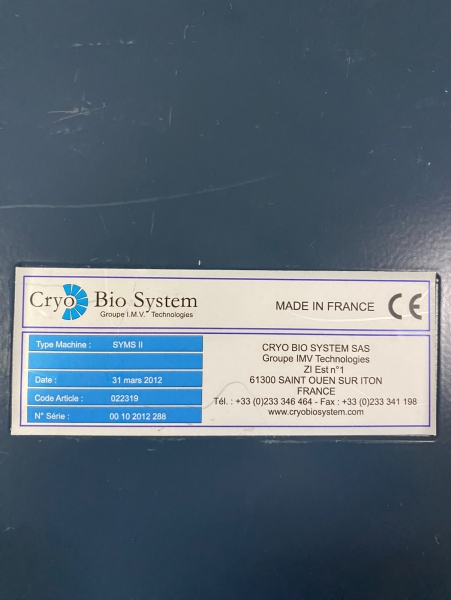 Cryo Bio System
Groupe I.M.V. Technologies
MADE IN FRANCE CE
Type Machine : SYMS II
Date : 31 mars 2012
Code Article : 022319
N° Série : 00 10 2012 288
CRYO BIO SYSTEM SAS
Groupe IMV Technologies
ZI Est n°1
61300 SAINT OUEN SUR ITON
FRANCE
Tél. : +33 (0)233 346 464 - Fax : +33 (0)233 341 198
www.cryobiosystem.com